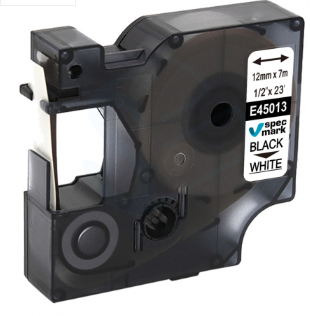 12mm x 7m
1/2"x 23'
E45013
spec
mark
BLACK
WHITE